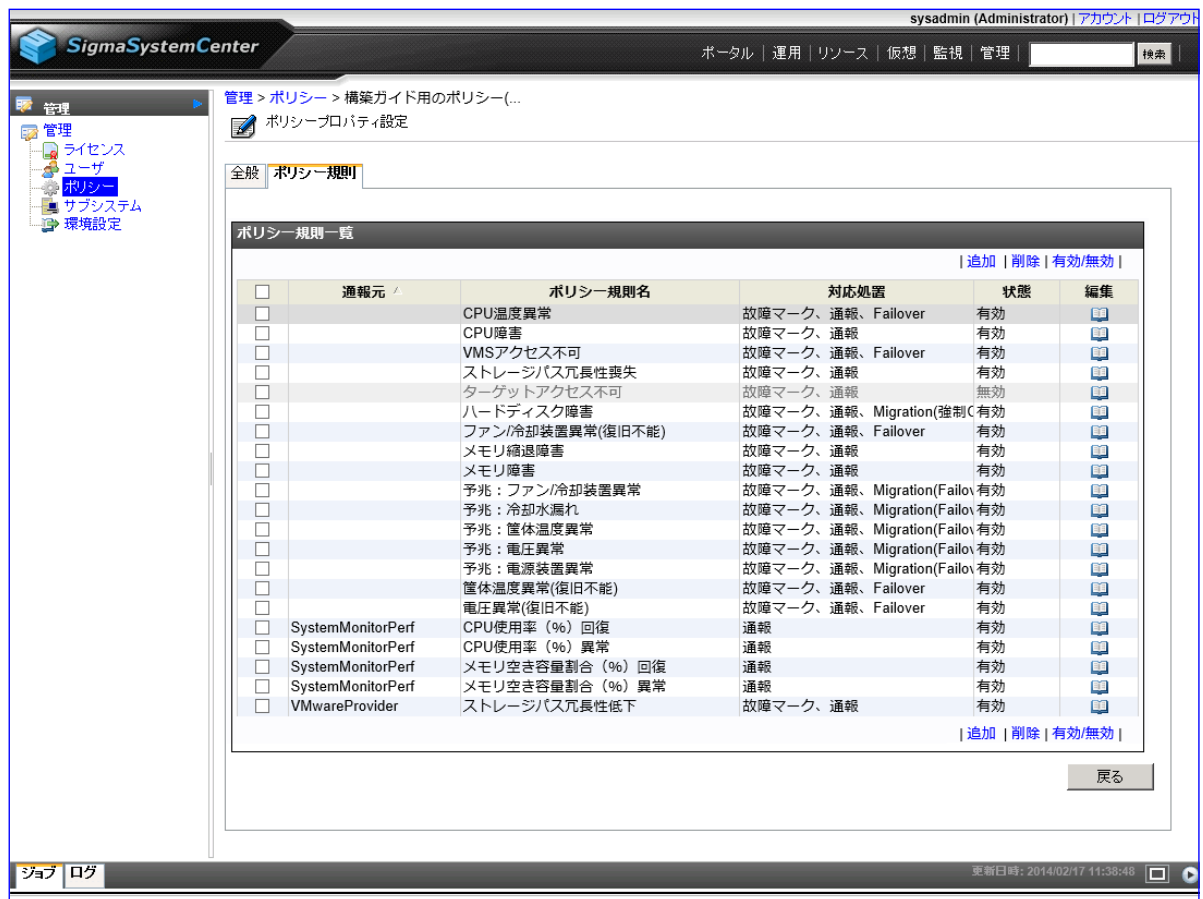 sysadmin (Administrator) | アカウント | ログアウト
SigmaSystemCenter
ポータル | 運用 | リソース | 仮想 | 監視 | 管理 | 検索 |
管理
管理
ライセンス
ユーザ
ポリシー
サブシステム
環境設定
管理 > ポリシー > 構築ガイド用のポリシー(...
ポリシープロパティ設定
全般 ポリシー規則
ポリシー規則一覧
| 追加 | 削除 | 有効/無効 |
通報元 ポリシー規則名 対応処置 状態 編集
CPU温度異常 故障マーク、通報、Failover 有効
CPU障害 故障マーク、通報 有効
VMSアクセス不可 故障マーク、通報、Failover 有効
ストレージパス冗長性喪失 故障マーク、通報 有効
ターゲットアクセス不可 故障マーク、通報 無効
ハードディスク障害 故障マーク、通報、Migration(強制 有効
ファン/冷却装置異常(復旧不能) 故障マーク、通報、Failover 有効
メモリ縮退障害 故障マーク、通報 有効
メモリ障害 故障マーク、通報 有効
予兆：ファン/冷却装置異常 故障マーク、通報、Migration(Failov 有効
予兆：冷却水漏れ 故障マーク、通報、Migration(Failov 有効
予兆：筐体温度異常 故障マーク、通報、Migration(Failov 有効
予兆：電圧異常 故障マーク、通報、Migration(Failov 有効
予兆：電源装置異常 故障マーク、通報、Migration(Failov 有効
筐体温度異常(復旧不能) 故障マーク、通報、Failover 有効
電圧異常(復旧不能) 故障マーク、通報、Failover 有効
SystemMonitorPerf CPU使用率（%）回復 通報 有効
SystemMonitorPerf CPU使用率（%）異常 通報 有効
SystemMonitorPerf メモリ空き容量割合（%）回復 通報 有効
SystemMonitorPerf メモリ空き容量割合（%）異常 通報 有効
VMwareProvider ストレージパス冗長性低下 故障マーク、通報 有効
| 追加 | 削除 | 有効/無効 |
戻る
ジョブ ログ 更新日時: 2014/02/17 11:38:48